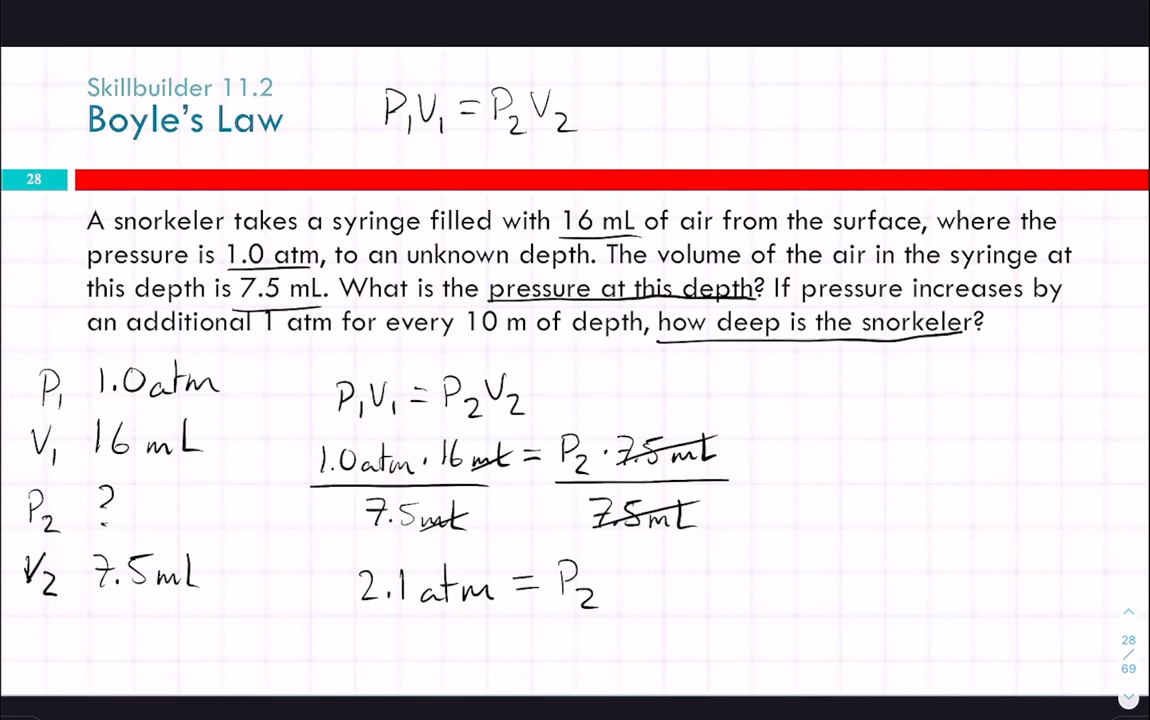 Skillbuilder 11.2
Boyle's Law
P₁V₁ = P₂V₂
28
A snorkeler takes a syringe filled with 16 mL of air from the surface, where the
pressure is 1.0 atm, to an unknown depth. The volume of the air in the syringe at
this depth is 7.5 mL. What is the pressure at this depth? If pressure increases by
an additional 1 atm for every 10 m of depth, how deep is the snorkeler?
P₁ 1.0 atm
V₁ 16 mL
P₂ ?
V₂ 7.5 mL
P₁V₁ = P₂V₂
1.0 atm · 16 mL = P₂ · 7.5 mL
7.5 mL 7.5 mL
2.1 atm = P₂
28
/
69